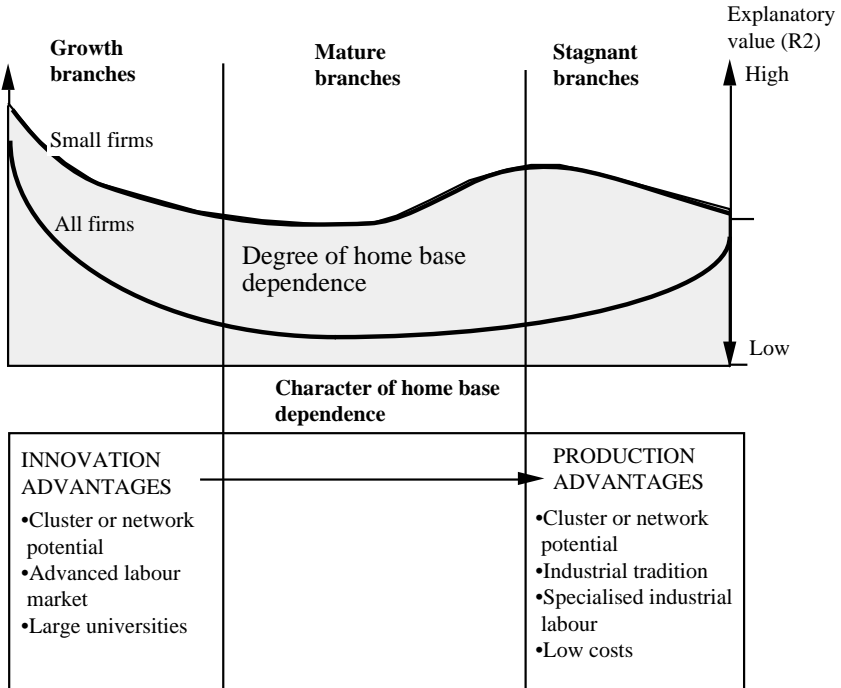 Explanatory
value (R2)
Growth
branches
Mature
branches
Stagnant
branches
High
Small firms
All firms
Degree of home base
dependence
Low
Character of home base
dependence
INNOVATION
ADVANTAGES
•Cluster or network
potential
•Advanced labour
market
•Large universities
PRODUCTION
ADVANTAGES
•Cluster or network
potential
•Industrial tradition
•Specialised industrial
labour
•Low costs